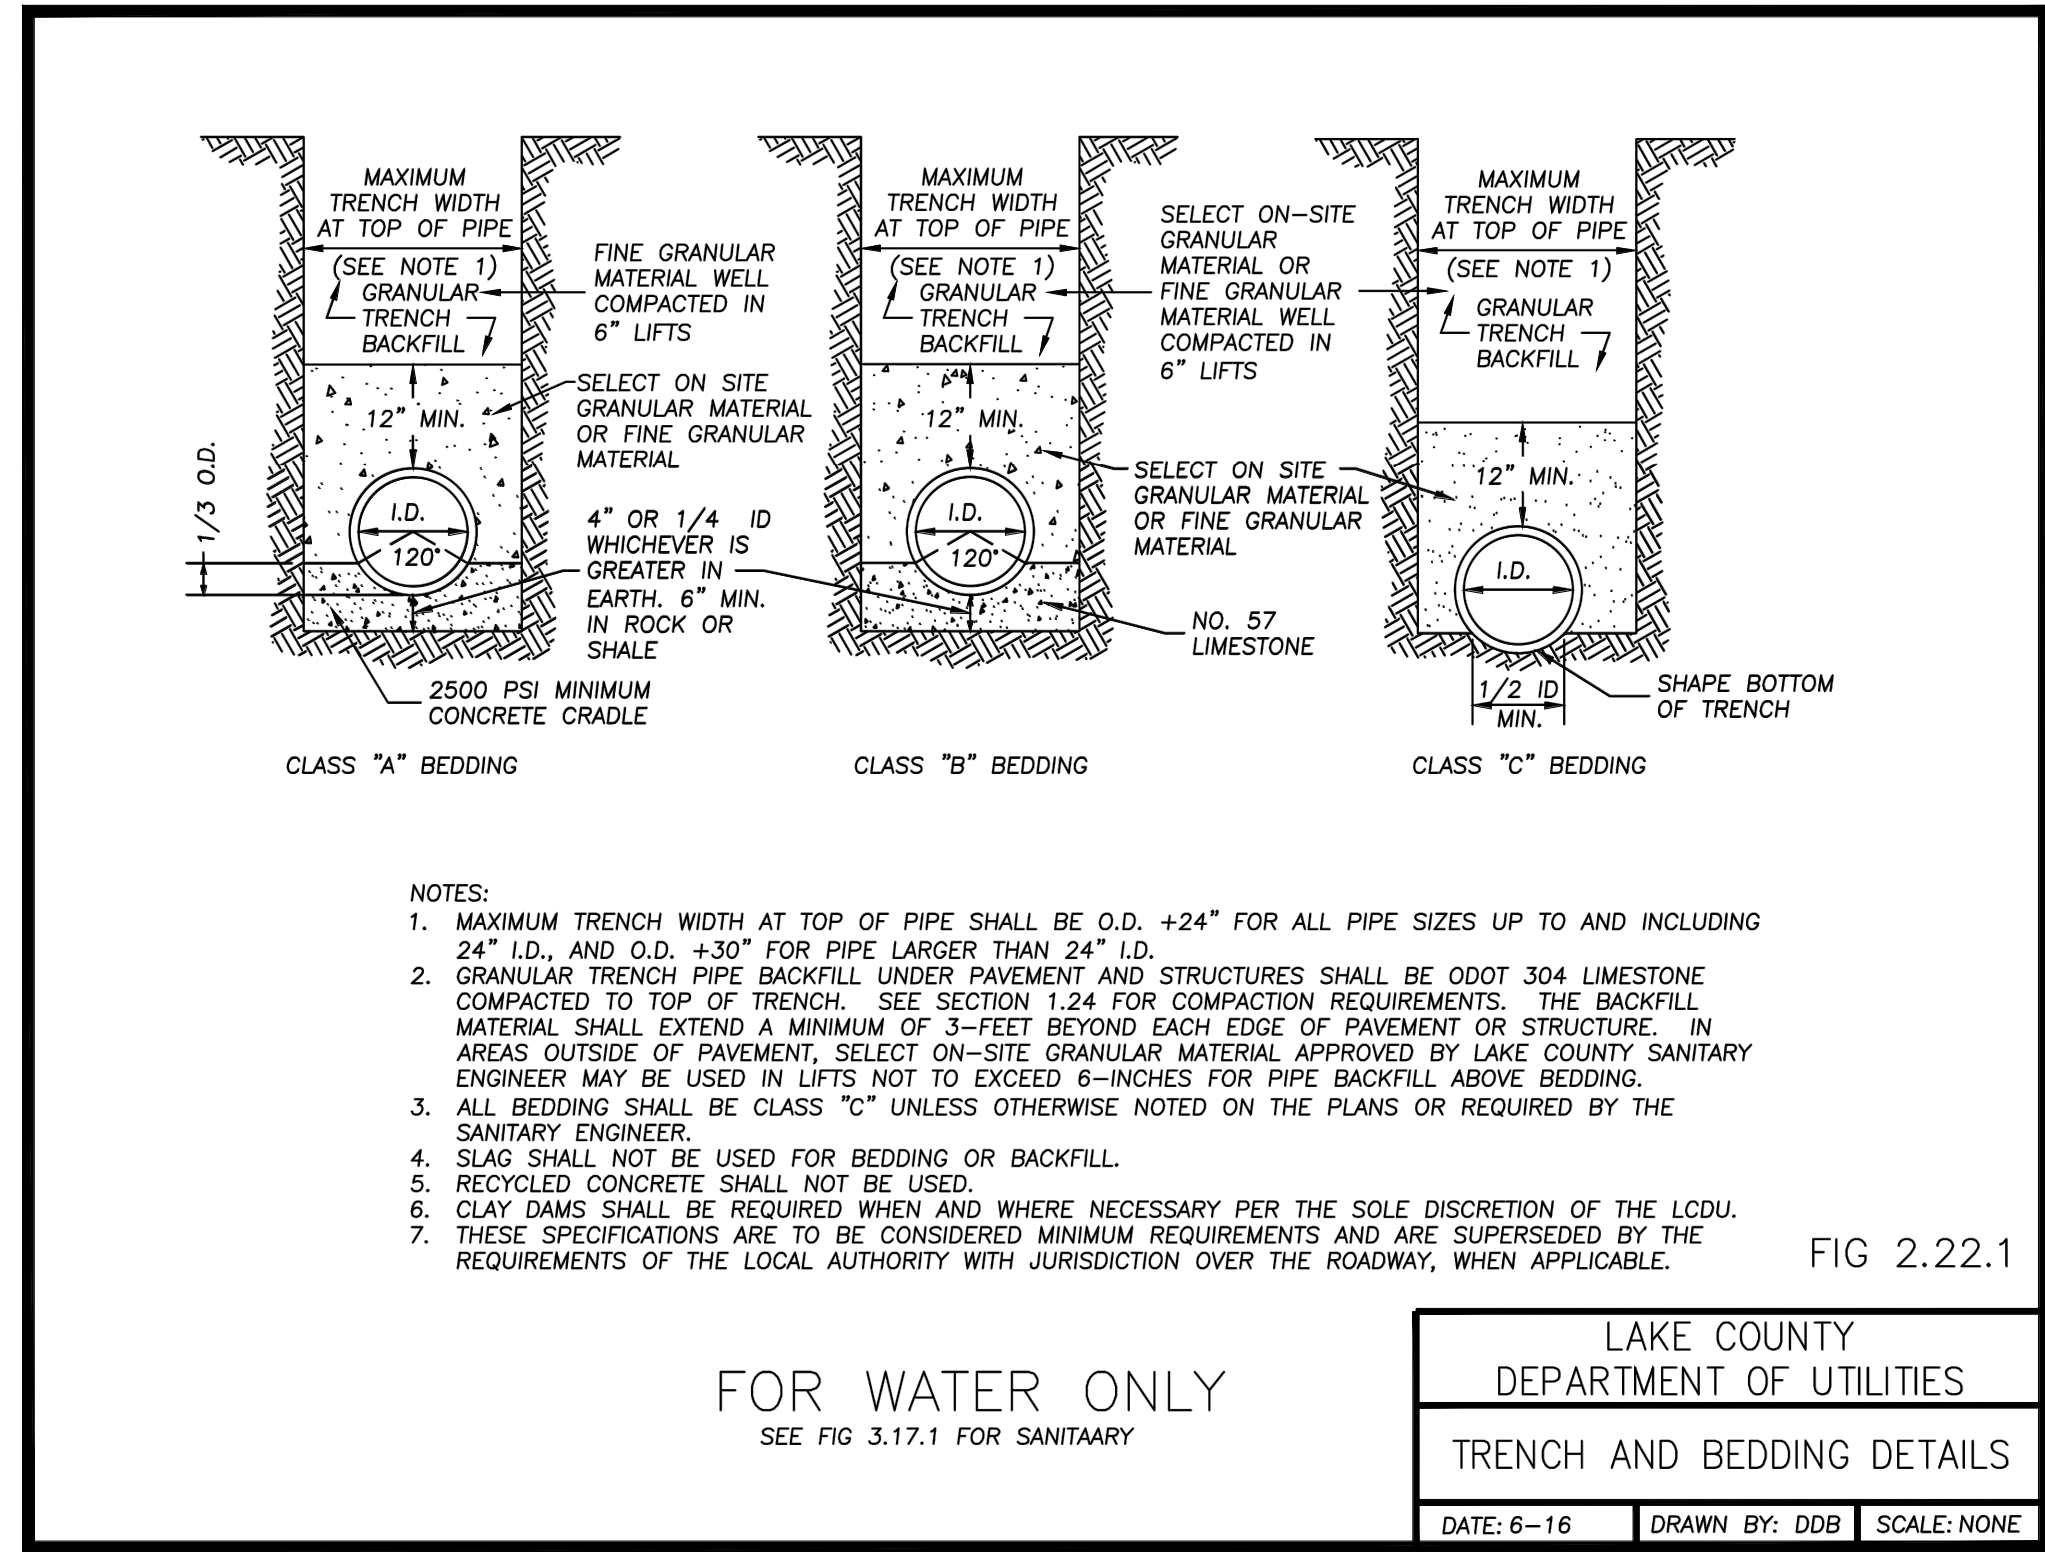 MAXIMUM
TRENCH WIDTH
AT TOP OF PIPE
(SEE NOTE 1)
GRANULAR
TRENCH
BACKFILL
FINE GRANULAR
MATERIAL WELL
COMPACTED IN
6" LIFTS
SELECT ON SITE
GRANULAR MATERIAL
OR FINE GRANULAR
MATERIAL
12" MIN.
1/3 O.D.
I.D.
120°
4" OR 1/4 ID
WHICHEVER IS
GREATER IN
EARTH. 6" MIN.
IN ROCK OR
SHALE
2500 PSI MINIMUM
CONCRETE CRADLE
CLASS "A" BEDDING
MAXIMUM
TRENCH WIDTH
AT TOP OF PIPE
(SEE NOTE 1)
GRANULAR
TRENCH
BACKFILL
SELECT ON-SITE
GRANULAR
MATERIAL OR
FINE GRANULAR
MATERIAL WELL
COMPACTED IN
6" LIFTS
12" MIN.
I.D.
120°
SELECT ON SITE
GRANULAR MATERIAL
OR FINE GRANULAR
MATERIAL
NO. 57
LIMESTONE
CLASS "B" BEDDING
MAXIMUM
TRENCH WIDTH
AT TOP OF PIPE
(SEE NOTE 1)
GRANULAR
TRENCH
BACKFILL
12" MIN.
I.D.
1/2 ID
MIN.
SHAPE BOTTOM
OF TRENCH
CLASS "C" BEDDING
NOTES:
1. MAXIMUM TRENCH WIDTH AT TOP OF PIPE SHALL BE O.D. +24" FOR ALL PIPE SIZES UP TO AND INCLUDING
24" I.D., AND O.D. +30" FOR PIPE LARGER THAN 24" I.D.
2. GRANULAR TRENCH PIPE BACKFILL UNDER PAVEMENT AND STRUCTURES SHALL BE ODOT 304 LIMESTONE
COMPACTED TO TOP OF TRENCH. SEE SECTION 1.24 FOR COMPACTION REQUIREMENTS. THE BACKFILL
MATERIAL SHALL EXTEND A MINIMUM OF 3-FEET BEYOND EACH EDGE OF PAVEMENT OR STRUCTURE. IN
AREAS OUTSIDE OF PAVEMENT, SELECT ON-SITE GRANULAR MATERIAL APPROVED BY LAKE COUNTY SANITARY
ENGINEER MAY BE USED IN LIFTS NOT TO EXCEED 6-INCHES FOR PIPE BACKFILL ABOVE BEDDING.
3. ALL BEDDING SHALL BE CLASS "C" UNLESS OTHERWISE NOTED ON THE PLANS OR REQUIRED BY THE
SANITARY ENGINEER.
4. SLAG SHALL NOT BE USED FOR BEDDING OR BACKFILL.
5. RECYCLED CONCRETE SHALL NOT BE USED.
6. CLAY DAMS SHALL BE REQUIRED WHEN AND WHERE NECESSARY PER THE SOLE DISCRETION OF THE LCDU.
7. THESE SPECIFICATIONS ARE TO BE CONSIDERED MINIMUM REQUIREMENTS AND ARE SUPERSEDED BY THE
REQUIREMENTS OF THE LOCAL AUTHORITY WITH JURISDICTION OVER THE ROADWAY, WHEN APPLICABLE.
FIG 2.22.1
FOR WATER ONLY
SEE FIG 3.17.1 FOR SANITAARY
LAKE COUNTY
DEPARTMENT OF UTILITIES
TRENCH AND BEDDING DETAILS
DATE: 6-16
DRAWN BY: DDB
SCALE: NONE